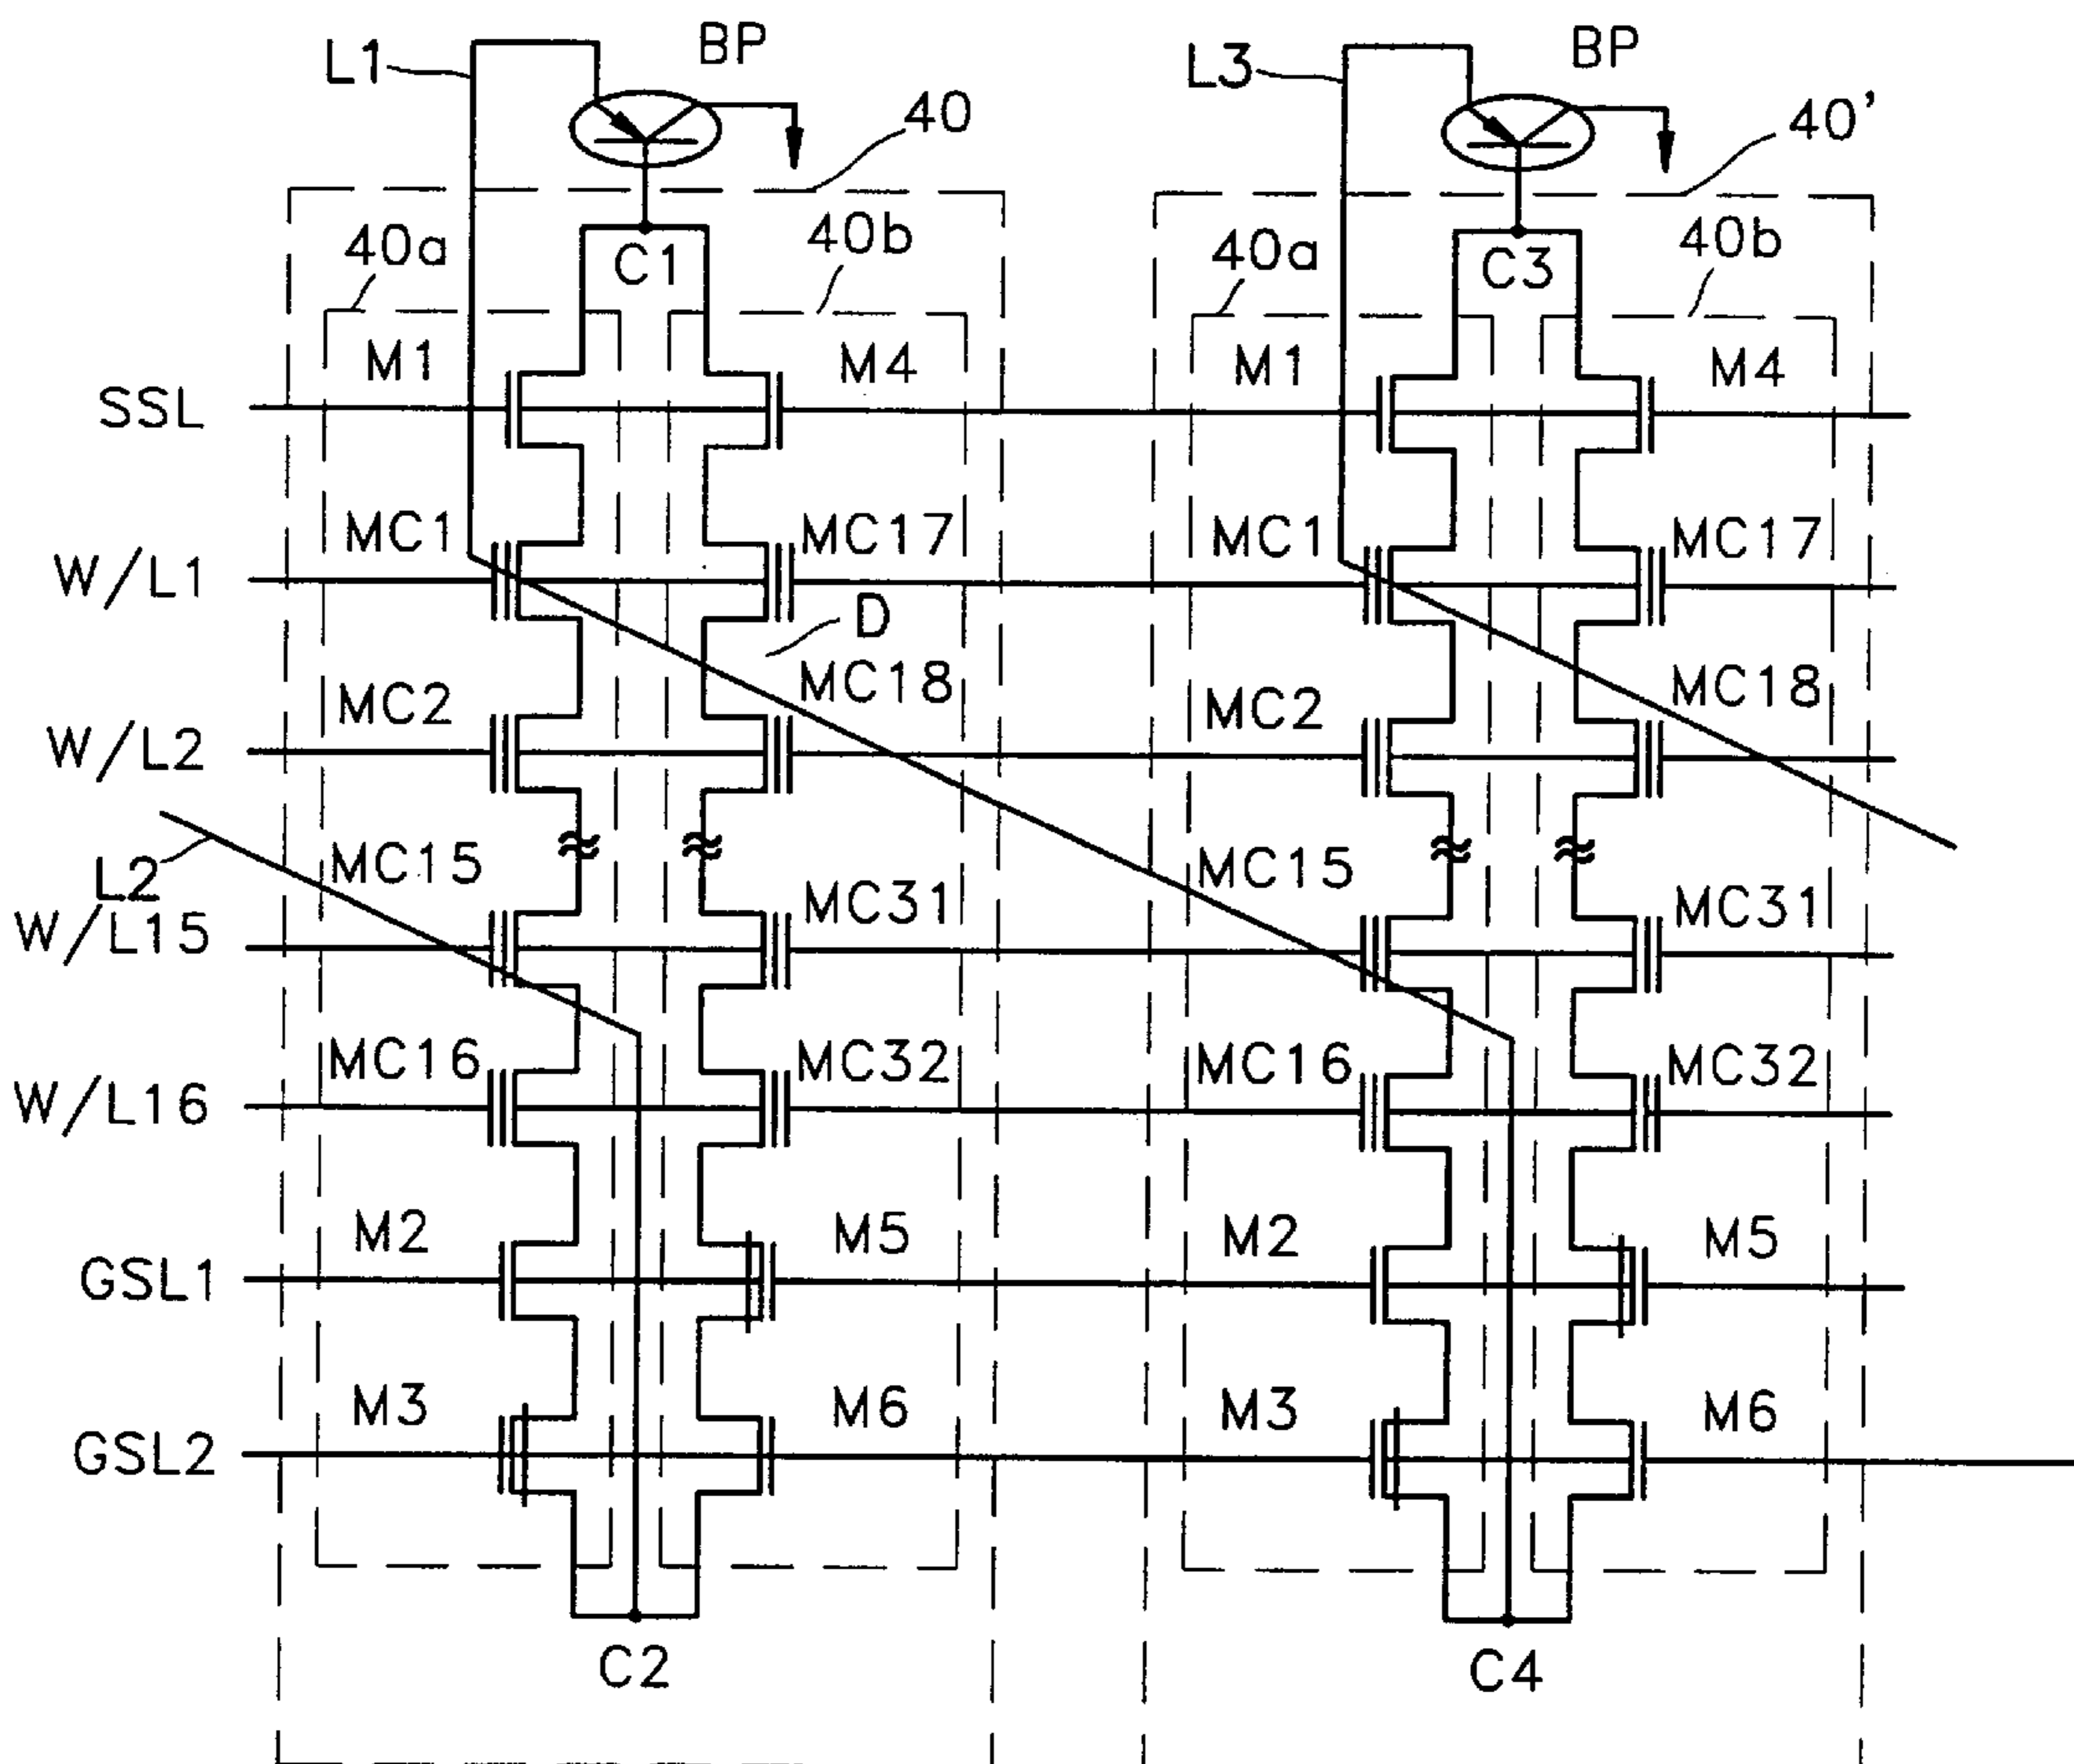 L1 BP L3 BP
40 40'
40a C1 40b 40a C3 40b
SSL M1 M4 M1 M4
W/L1 MC1 MC17 MC1 MC17
D
W/L2 MC2 MC18 MC2 MC18
L2
W/L15 MC15 MC31 MC15 MC31
W/L16 MC16 MC32 MC16 MC32
GSL1 M2 M5 M2 M5
GSL2 M3 M6 M3 M6
C2 C4